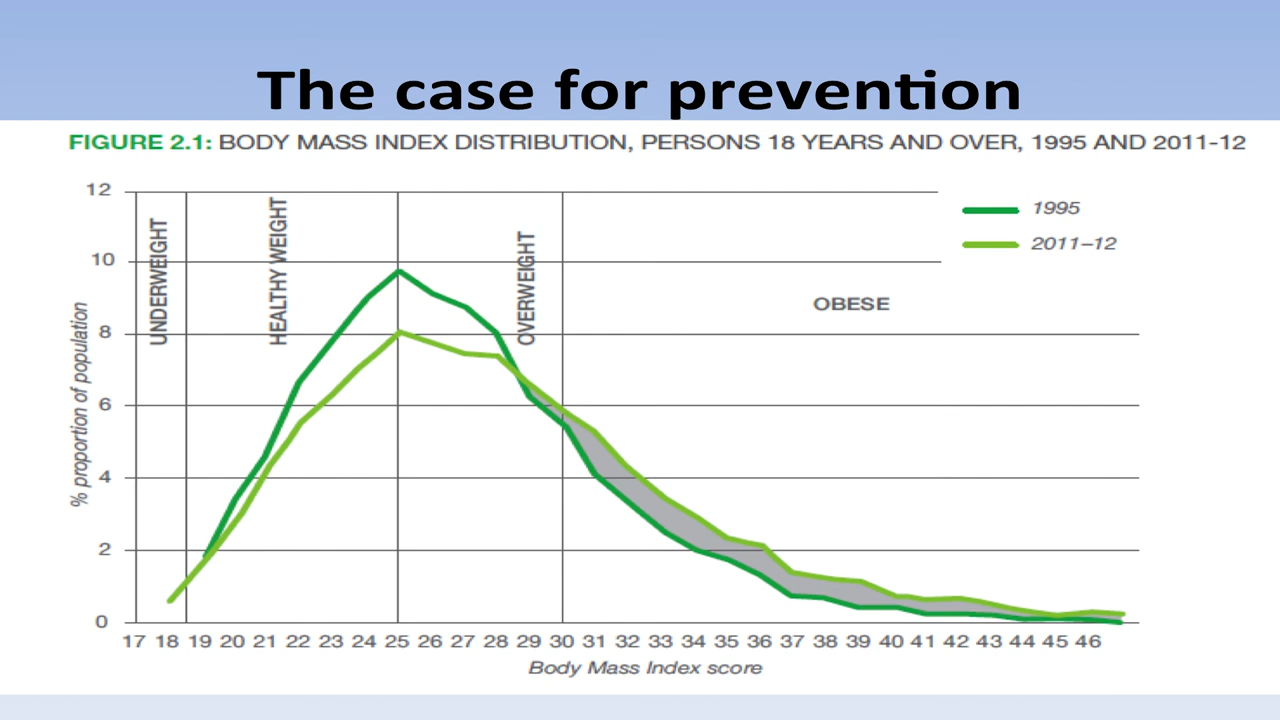 The case for prevention
FIGURE 2.1: BODY MASS INDEX DISTRIBUTION, PERSONS 18 YEARS AND OVER, 1995 AND 2011-12
1995
2011–12
UNDERWEIGHT
HEALTHY WEIGHT
OVERWEIGHT
OBESE
% proportion of population
12
10
8
6
4
2
0
17 18 19 20 21 22 23 24 25 26 27 28 29 30 31 32 33 34 35 36 37 38 39 40 41 42 43 44 45 46
Body Mass Index score